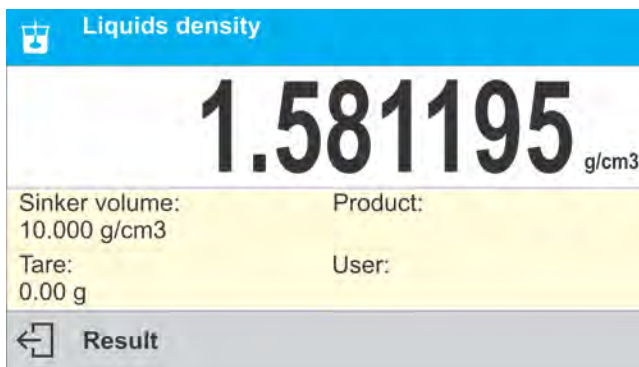 Liquids density
1.581195 g/cm3
Sinker volume:
10.000 g/cm3
Product:
Tare:
0.00 g
User:
Result